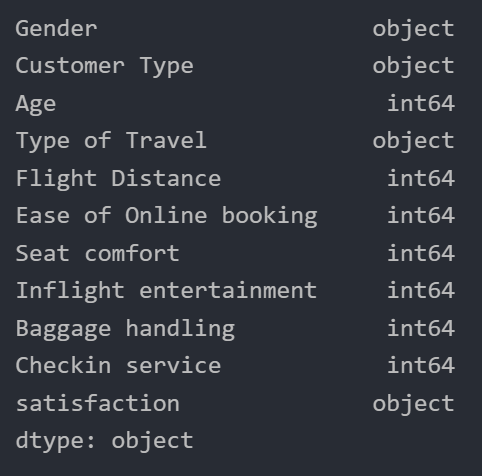 Gender object
Customer Type object
Age int64
Type of Travel object
Flight Distance int64
Ease of Online booking int64
Seat comfort int64
Inflight entertainment int64
Baggage handling int64
Checkin service int64
satisfaction object
dtype: object